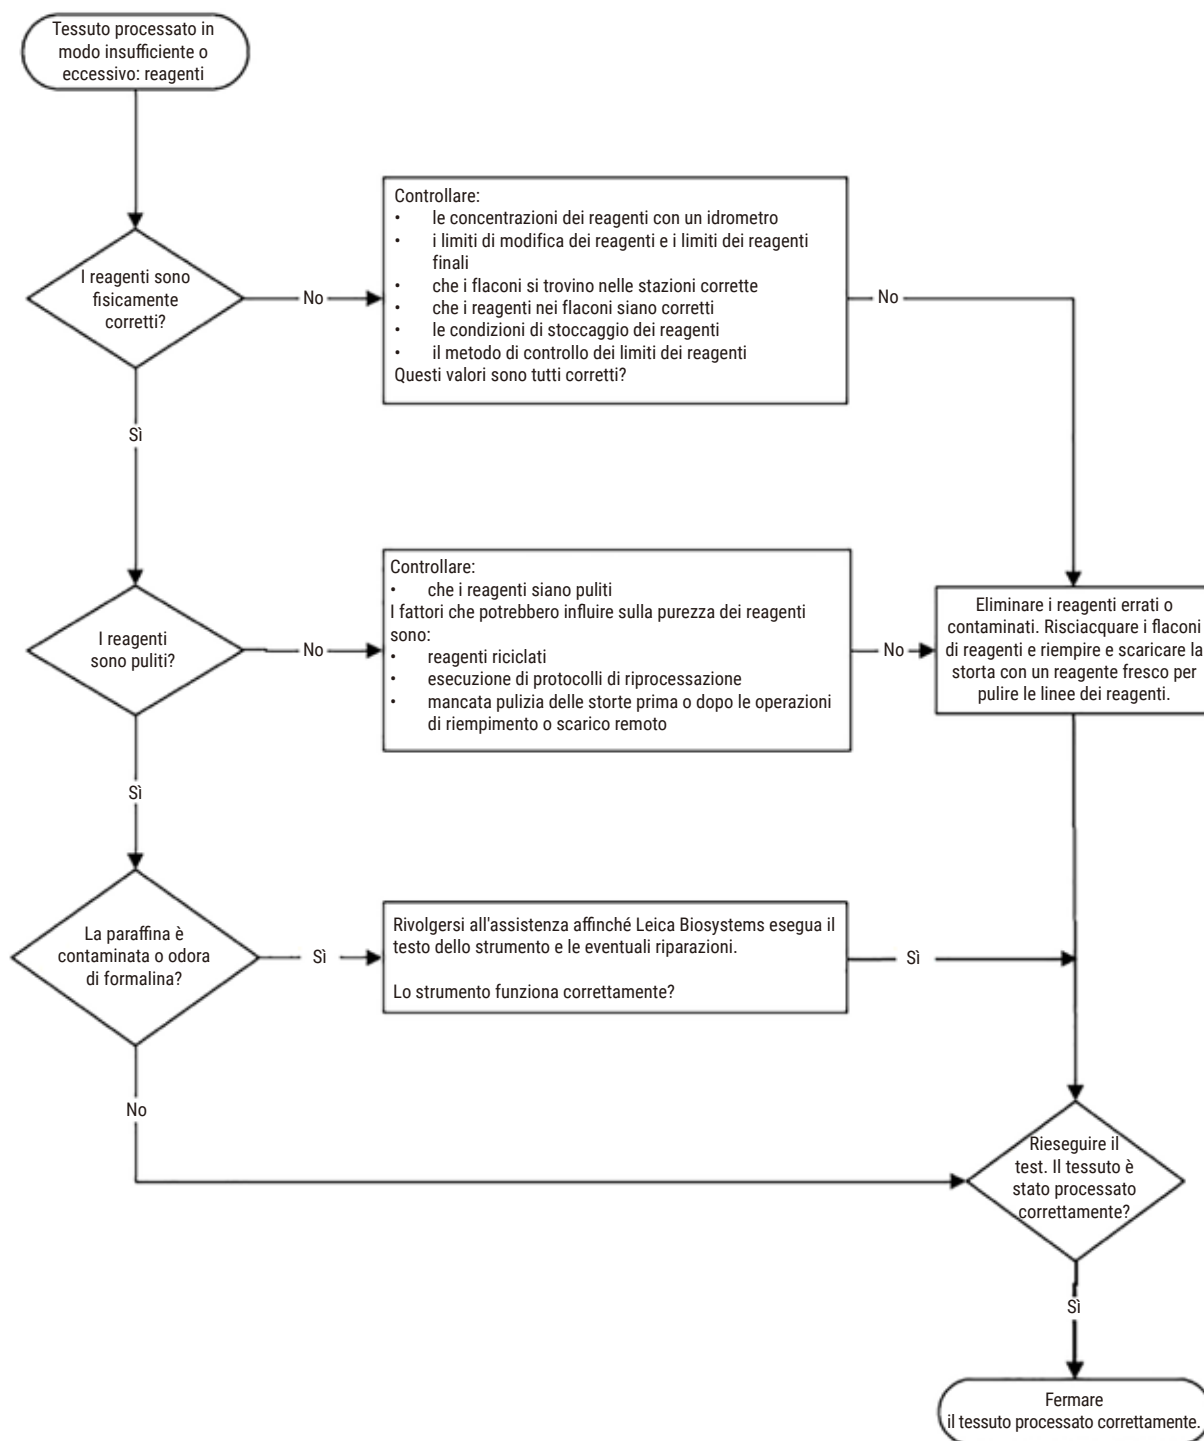 Tessuto processato in
modo insufficiente o
eccessivo: reagenti
I reagenti sono
fisicamente
corretti?
No
Controllare:
• le concentrazioni dei reagenti con un idrometro
• i limiti di modifica dei reagenti e i limiti dei reagenti
finali
• che i flaconi si trovino nelle stazioni corrette
• che i reagenti nei flaconi siano corretti
• le condizioni di stoccaggio dei reagenti
• il metodo di controllo dei limiti dei reagenti
Questi valori sono tutti corretti?
No
Sì
I reagenti
sono puliti?
No
Controllare:
• che i reagenti siano puliti
I fattori che potrebbero influire sulla purezza dei reagenti
sono:
• reagenti riciclati
• esecuzione di protocolli di riprocessazione
• mancata pulizia delle storte prima o dopo le operazioni
di riempimento o scarico remoto
No
Eliminare i reagenti errati o
contaminati. Risciacquare i flaconi
di reagenti e riempire e scaricare la
storta con un reagente fresco per
pulire le linee dei reagenti.
Sì
La paraffina è
contaminata o odora
di formalina?
Sì
Rivolgersi all'assistenza affinché Leica Biosystems esegua il
testo dello strumento e le eventuali riparazioni.
Lo strumento funziona correttamente?
Sì
No
Rieseguire il
test. Il tessuto è
stato processato
correttamente?
Sì
Fermare
il tessuto processato correttamente.